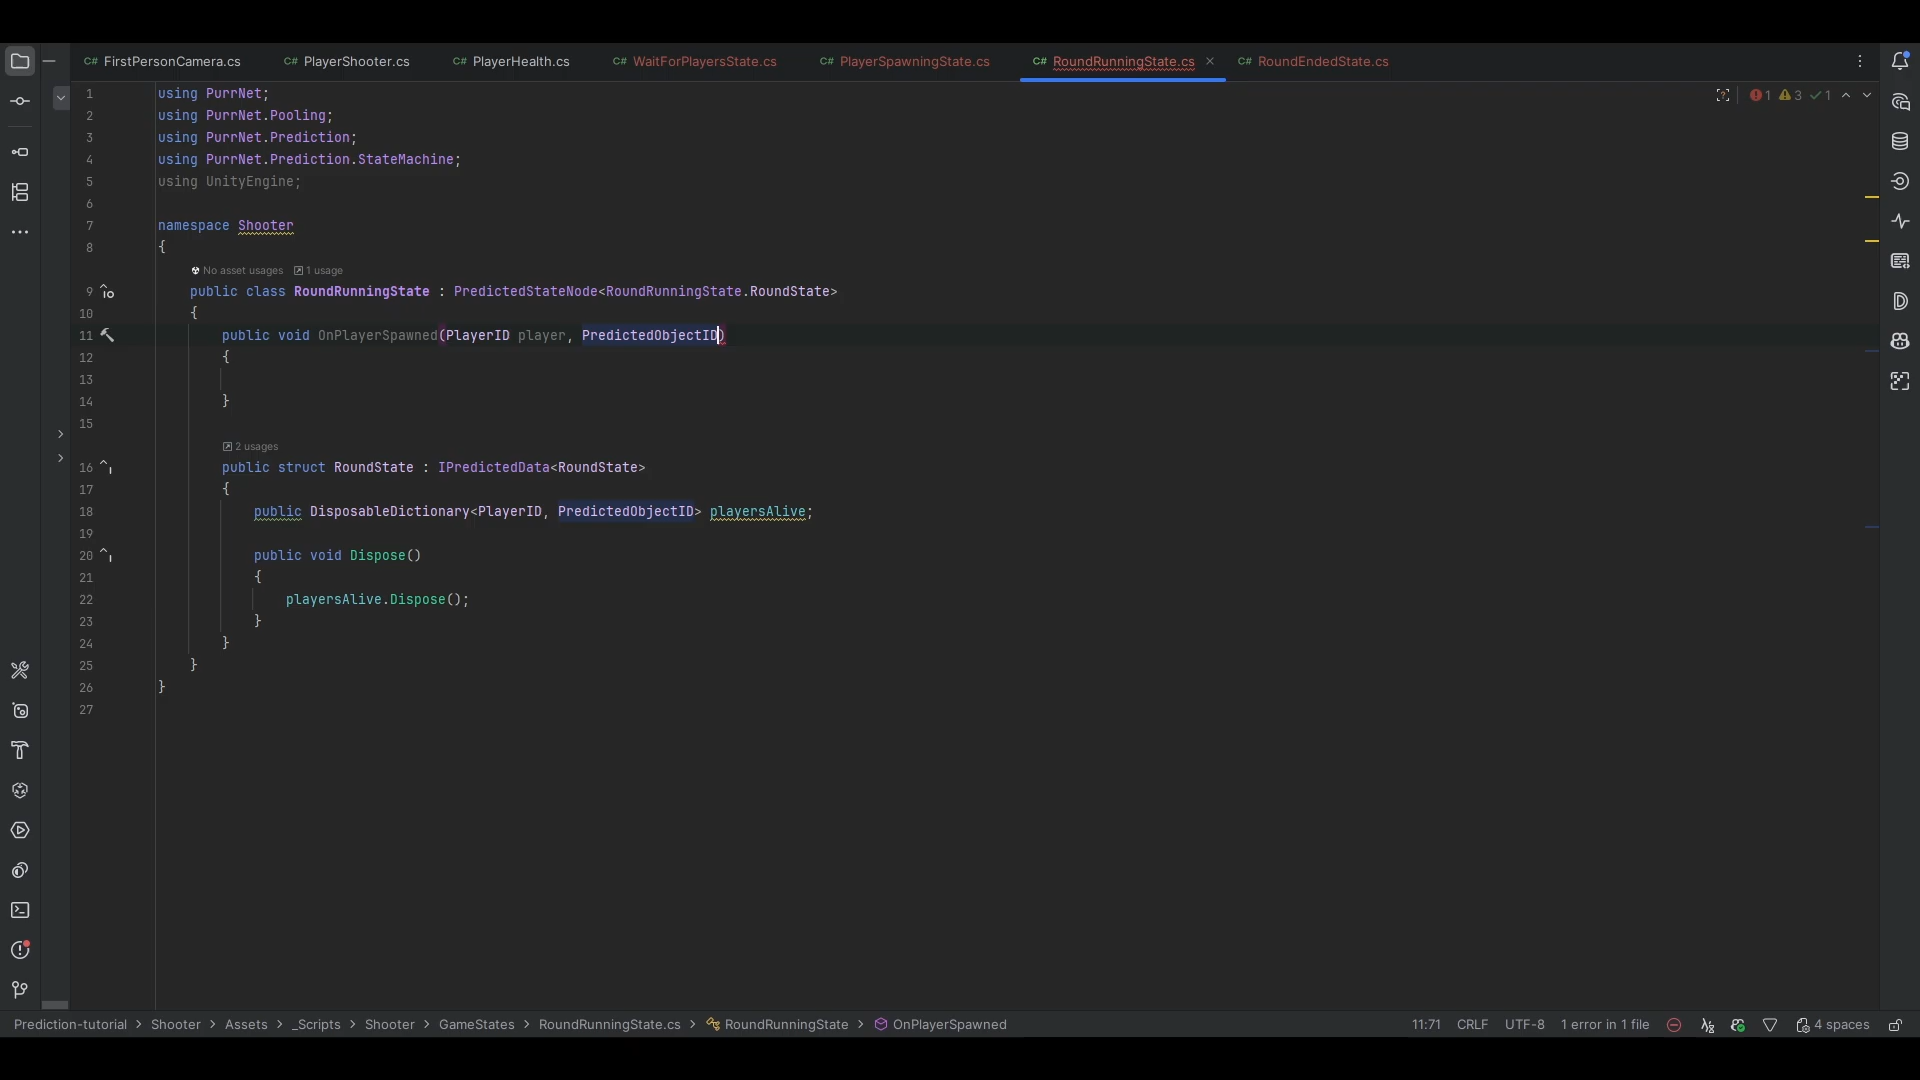 C# FirstPersonCamera.cs C# PlayerShooter.cs C# PlayerHealth.cs C# WaitForPlayersState.cs C# PlayerSpawningState.cs C# RoundRunningState.cs C# RoundEndedState.cs
1 using PurrNet;
1 3 1
2 using PurrNet.Pooling;
3 using PurrNet.Prediction;
4 using PurrNet.Prediction.StateMachine;
5 using UnityEngine;
6
7 namespace Shooter
8 {
No asset usages 1 usage
9 public class RoundRunningState : PredictedStateNode<RoundRunningState.RoundState>
10 {
11 public void OnPlayerSpawned(PlayerID player, PredictedObjectID)
12 {
13
14 }
15
2 usages
16 public struct RoundState : IPredictedData<RoundState>
17 {
18 public DisposableDictionary<PlayerID, PredictedObjectID> playersAlive;
19
20 public void Dispose()
21 {
22 playersAlive.Dispose();
23 }
24 }
25 }
26 }
27
Prediction-tutorial > Shooter > Assets > _Scripts > Shooter > GameStates > RoundRunningState.cs > RoundRunningState > OnPlayerSpawned 11:71 CRLF UTF-8 1 error in 1 file 4 spaces